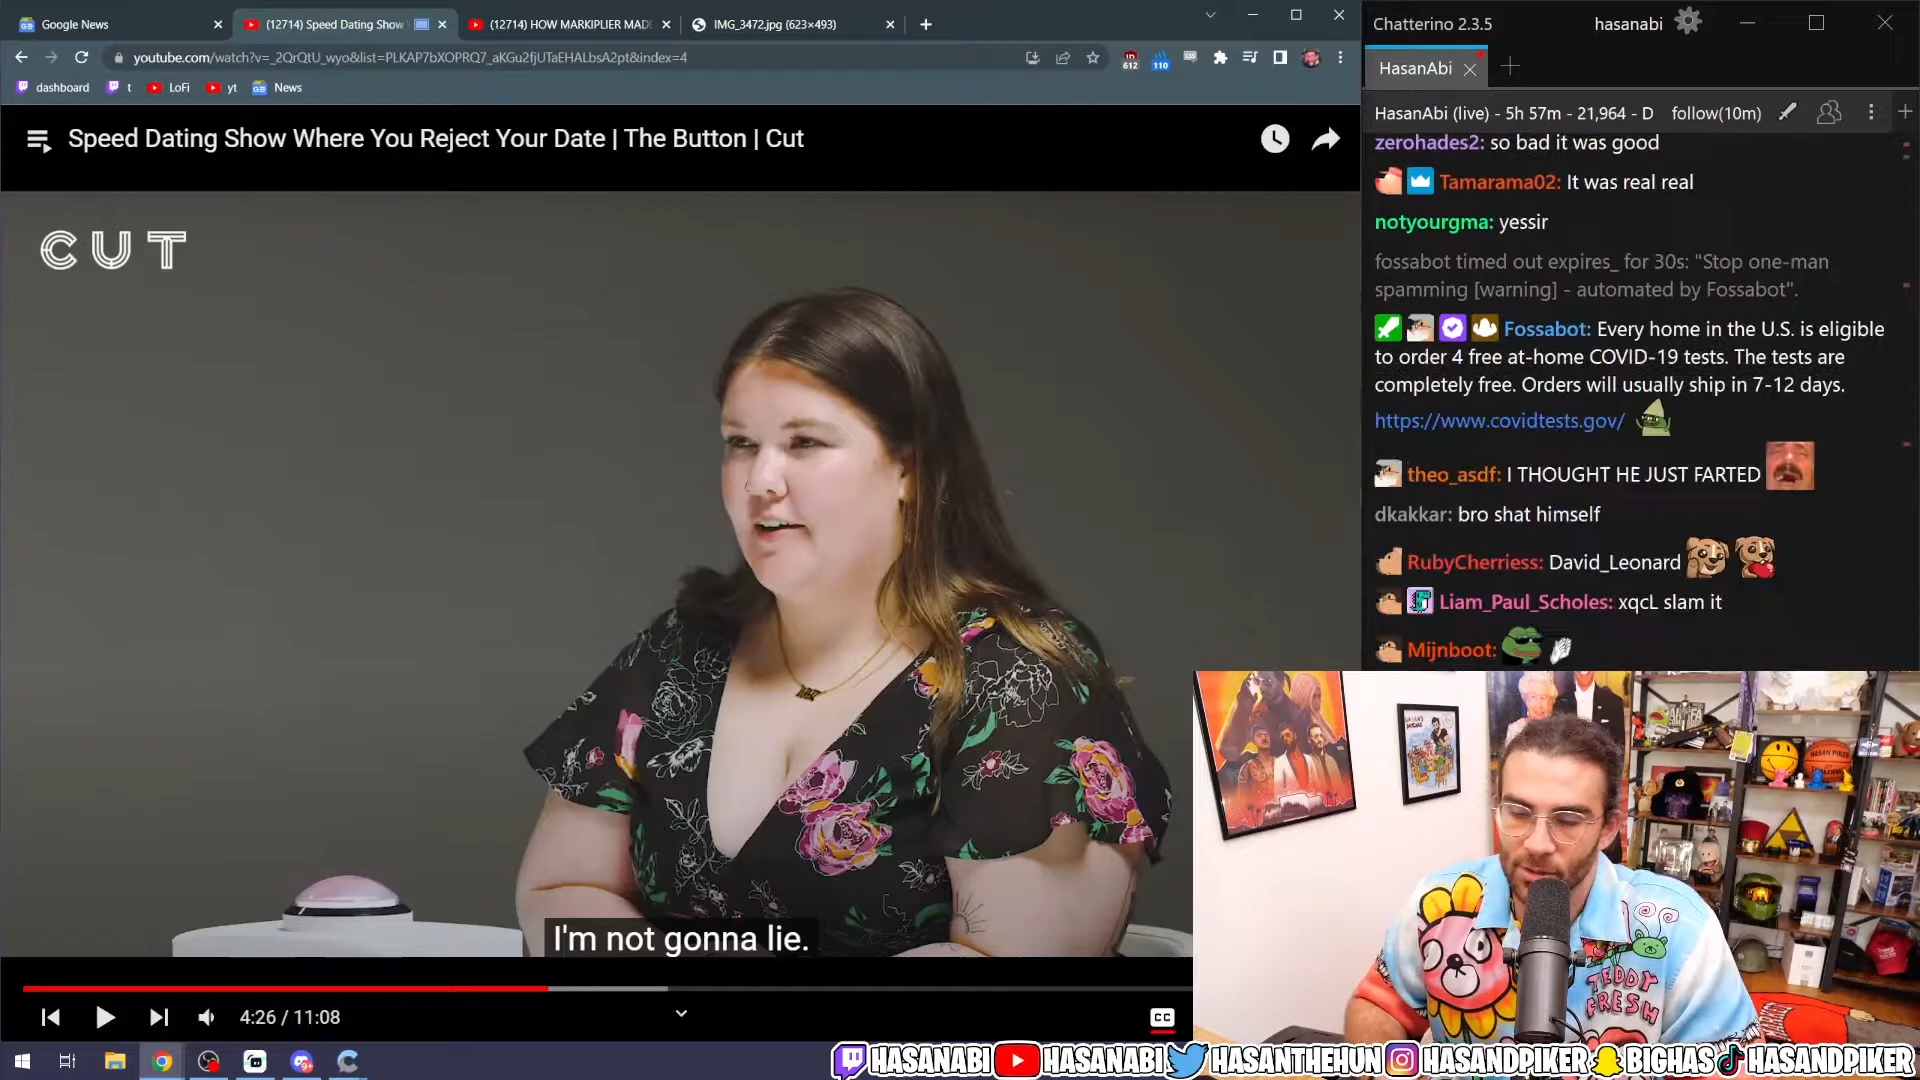 Google News
(12714) Speed Dating Show
(12714) HOW MARKIPLIER MADE
IMG_3472.jpg (623×493)
youtube.com/watch?v=_2QrQtU_wyo&list=PLKAP7bXOPRQ7_aKGu2fjUTaEHALbsA2pt&index=4
612
110
dashboard
t
LoFi
yt
News
Speed Dating Show Where You Reject Your Date | The Button | Cut
CUT
I'm not gonna lie.
4:26 / 11:08
CC
Chatterino 2.3.5
hasanabi
HasanAbi
HasanAbi (live) - 5h 57m - 21,964 - D
follow(10m)
zerohades2: so bad it was good
Tamarama02: It was real real
notyourgma: yessir
fossabot timed out expires_ for 30s: "Stop one-man
spamming [warning] - automated by Fossabot".
Fossabot: Every home in the U.S. is eligible
to order 4 free at-home COVID-19 tests. The tests are
completely free. Orders will usually ship in 7-12 days.
https://www.covidtests.gov/
theo_asdf: I THOUGHT HE JUST FARTED
dkakkar: bro shat himself
RubyCherriess: David_Leonard
Liam_Paul_Scholes: xqcL slam it
Mijnboot:
TEDDY
FRESH
HASANABI
HASANABI
HASANTHEHUN
HASANDPIKER
BIGHAS
HASANDPIKER